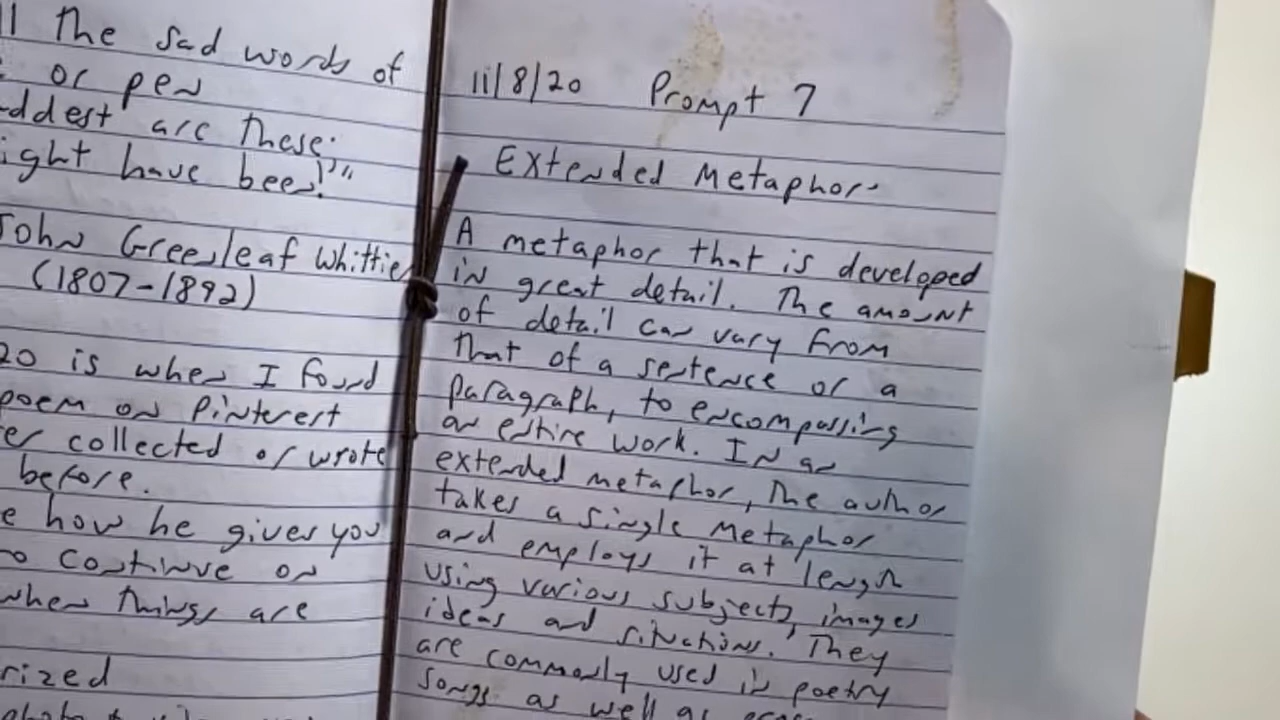 the sad words of
or pen
are these:
have been!"
John Greenleaf Whittier
(1807-1892)
20 is when I found
poem on Pinterest
collected or wrote
before.
how he gives you
continue on
when things are
11/8/20 Prompt 7
Extended Metaphor
A metaphor that is developed
in great detail. The amount
of detail can vary from
that of a sentence or a
paragraph, to encompassing
an entire work. In an
extended metaphor, the author
takes a single metaphor
and employs it at length
using various subjects, images
ideas and situations. They
are commonly used in poetry
songs as well as